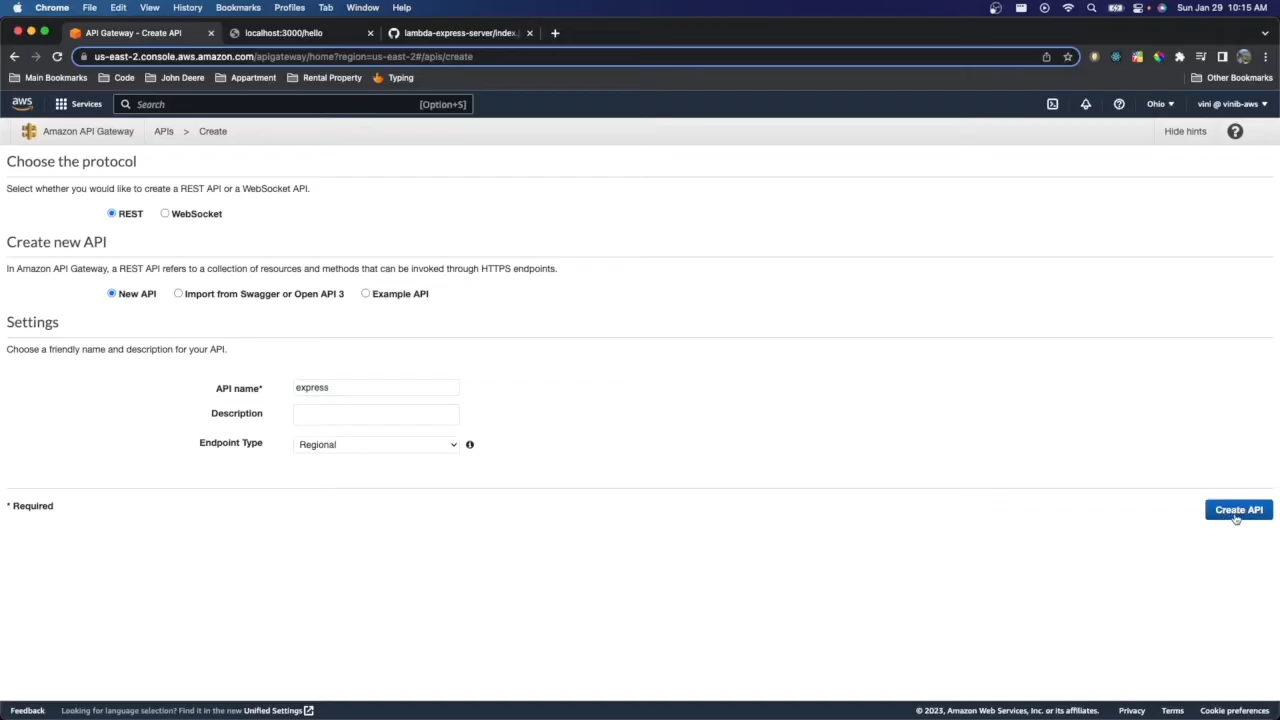 Chrome File Edit View History Bookmarks Profiles Tab Window Help Sun Jan 29 10:15 AM
API Gateway - Create API localhost:3000/hello lambda-express-server/index.j
us-east-2.console.aws.amazon.com/apigateway/home?region=us-east-2#/apis/create
Main Bookmarks Code John Deere Appartment Rental Property Typing Other Bookmarks
aws Services Search [Option+S] Ohio vini @ vinib-aws
Amazon API Gateway APIs > Create Hide hints
Choose the protocol
Select whether you would like to create a REST API or a WebSocket API.
REST WebSocket
Create new API
In Amazon API Gateway, a REST API refers to a collection of resources and methods that can be invoked through HTTPS endpoints.
New API Import from Swagger or Open API 3 Example API
Settings
Choose a friendly name and description for your API.
API name* express
Description
Endpoint Type Regional
* Required Create API
Feedback Looking for language selection? Find it in the new Unified Settings © 2023, Amazon Web Services, Inc. or its affiliates. Privacy Terms Cookie preferences